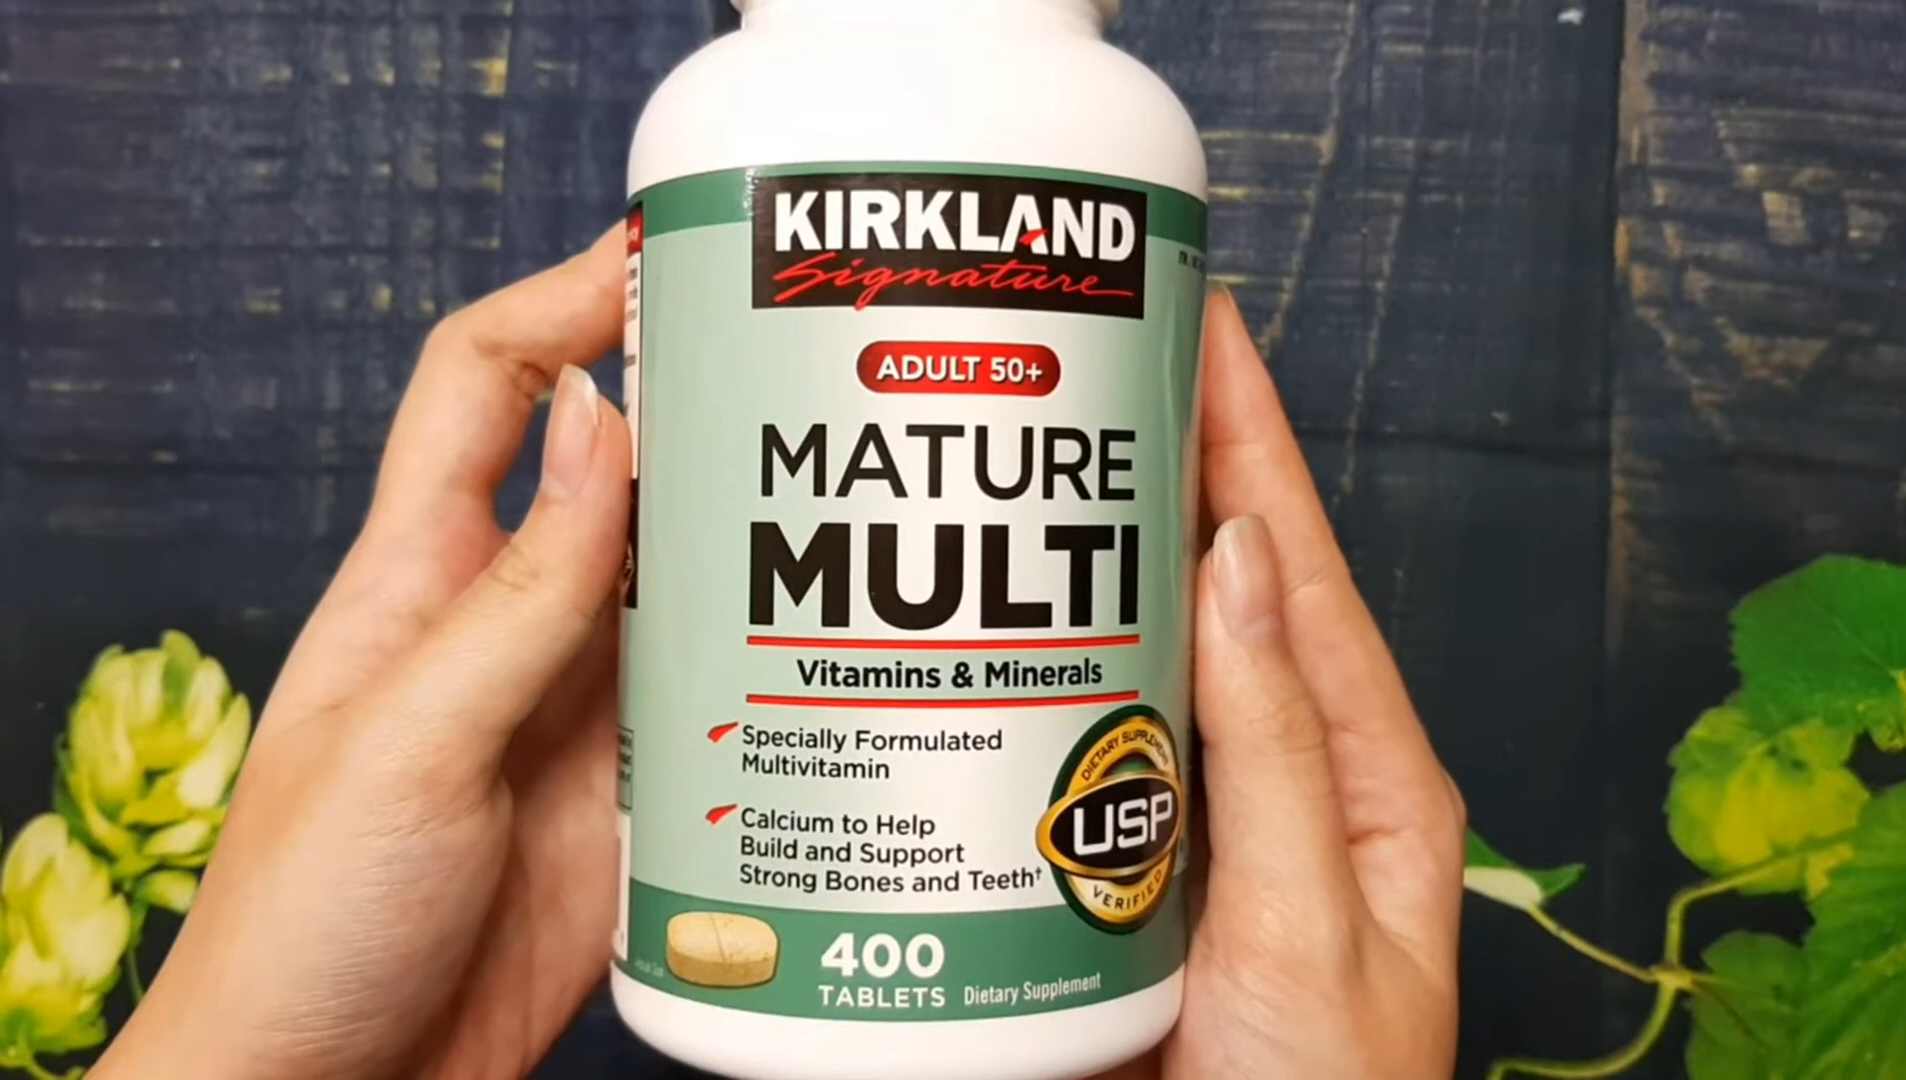 KIRKLAND
Signature
ADULT 50+
MATURE
MULTI
Vitamins & Minerals
Specially Formulated
Multivitamin
Calcium to Help
Build and Support
Strong Bones and Teeth†
DIETARY SUPPLEMENT
USP
VERIFIED
400
TABLETS
Dietary Supplement